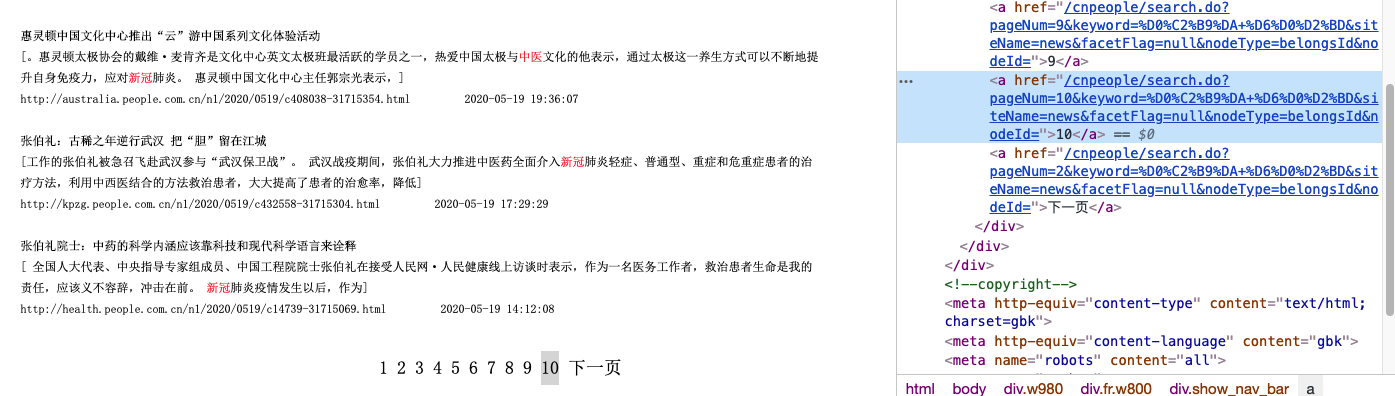 惠灵顿中国文化中心推出“云”游中国系列文化体验活动
[。惠灵顿太极协会的戴维·麦肯齐是文化中心英文太极班最活跃的学员之一，热爱中国太极与中医文化的他表示，通过太极这一养生方式可以不断地提
升自身免疫力，应对新冠肺炎。 惠灵顿中国文化中心主任郭宗光表示，]
http://australia.people.com.cn/n1/2020/0519/c408038-31715354.html 2020-05-19 19:36:07
张伯礼：古稀之年逆行武汉 把“胆”留在江城
[工作的张伯礼被急召飞赴武汉参与“武汉保卫战”。 武汉战疫期间，张伯礼大力推进中医药全面介入新冠肺炎轻症、普通型、重症和危重症患者的治
疗方法，利用中西医结合的方法救治患者，大大提高了患者的治愈率，降低]
http://kpzg.people.com.cn/n1/2020/0519/c432558-31715304.html 2020-05-19 17:29:29
张伯礼院士：中药的科学内涵应该靠科技和现代科学语言来诠释
[ 全国人大代表、中央指导专家组成员、中国工程院院士张伯礼在接受人民网·人民健康线上访谈时表示，作为一名医务工作者，救治患者生命是我的
责任，应该义不容辞，冲击在前。 新冠肺炎疫情发生以后，作为]
http://health.people.com.cn/n1/2020/0519/c14739-31715069.html 2020-05-19 14:12:08
1 2 3 4 5 6 7 8 9 10 下一页
<a href="/cnpeople/search.do?
pageNum=9&keyword=%D0%C2%B9%DA+%D6%D0%D2%BD&sit
eName=news&facetFlag=null&nodeType=belongsId&no
deId=">9</a>
<a href="/cnpeople/search.do?
pageNum=10&keyword=%D0%C2%B9%DA+%D6%D0%D2%BD&si
teName=news&facetFlag=null&nodeType=belongsId&n
odeId=">10</a> == $0
<a href="/cnpeople/search.do?
pageNum=2&keyword=%D0%C2%B9%DA+%D6%D0%D2%BD&sit
eName=news&facetFlag=null&nodeType=belongsId&no
deId=">下一页</a>
</div>
</div>
</div>
<!--copyright-->
<meta http-equiv="content-type" content="text/html;
charset=gbk">
<meta http-equiv="content-language" content="gbk">
<meta name="robots" content="all">
html body div.w980 div.fr.w800 div.show_nav_bar a